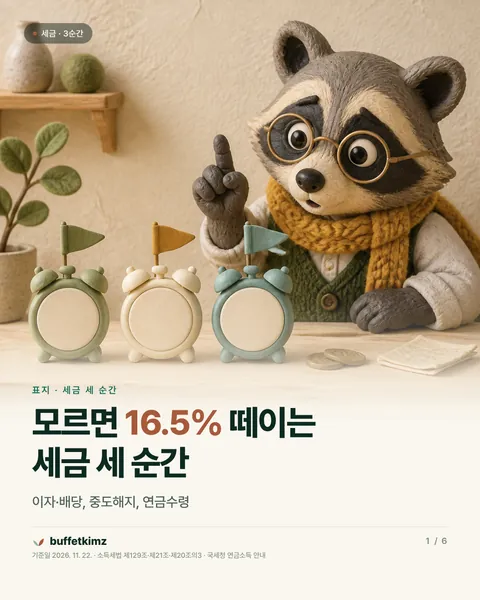 세금 · 3순간
표지 · 세금 세 순간
모르면 16.5% 떼이는
세금 세 순간
이자·배당, 중도해지, 연금수령
buffetkimz
1 / 6
기준일 2026. 11. 22. · 소득세법 제129조·제21조·제20조의3 · 국세청 연금소득 안내